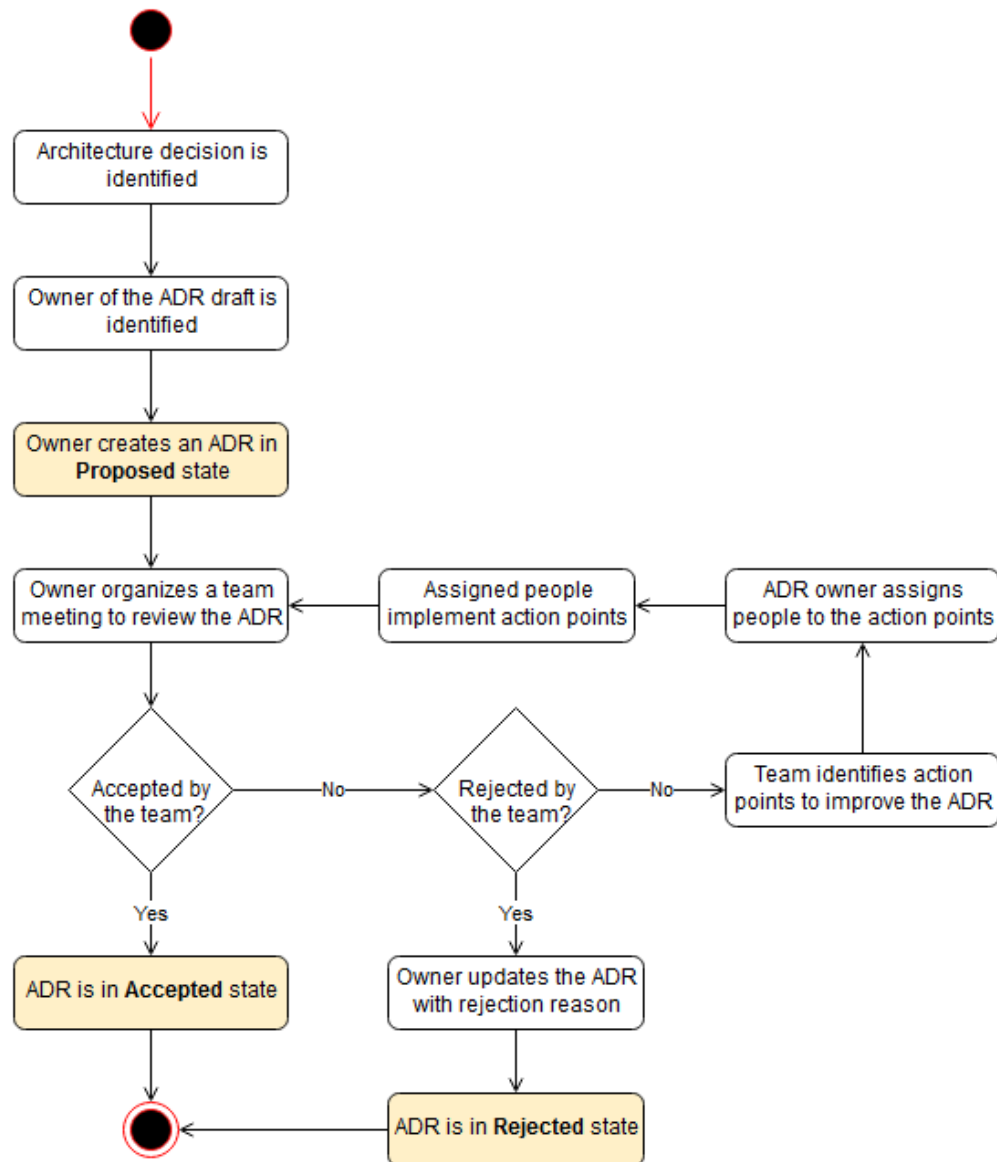 Architecture decision is
identified
Owner of the ADR draft is
identified
Owner creates an ADR in
Proposed state
Owner organizes a team
meeting to review the ADR
Assigned people
implement action points
ADR owner assigns
people to the action points
Accepted by
the team?
No
Rejected by
the team?
No
Team identifies action
points to improve the ADR
Yes
Yes
ADR is in Accepted state
Owner updates the ADR
with rejection reason
ADR is in Rejected state